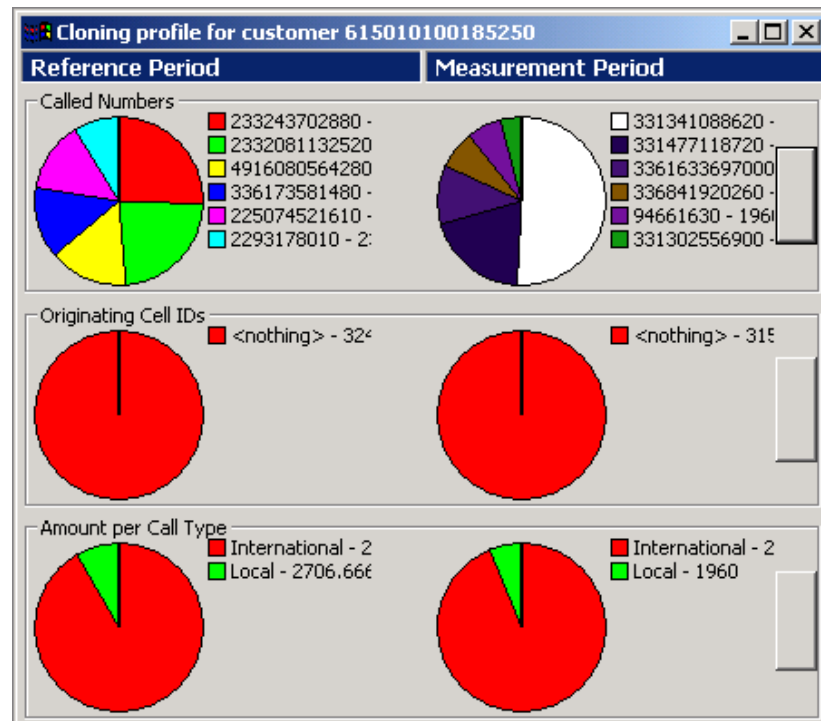 Cloning profile for customer 615010100185250
Reference Period
Measurement Period
Called Numbers
233243702880 -
2332081132520
4916080564280
336173581480 -
225074521610 -
2293178010 - 2
331341088620 -
331477118720 -
3361633697000
336841920260 -
94661630 - 196
331302556900 -
Originating Cell IDs
<nothing> - 324
<nothing> - 315
Amount per Call Type
International - 2
Local - 2706.666
International - 2
Local - 1960